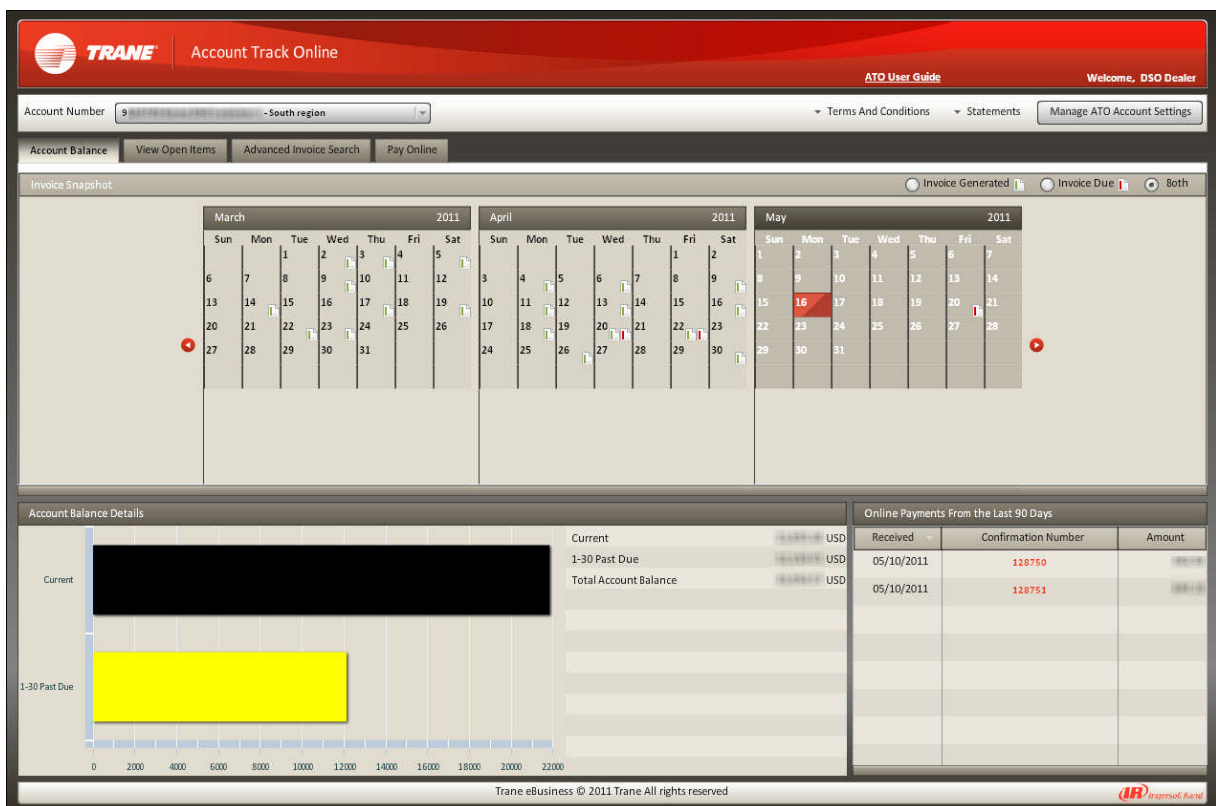 TRANE Account Track Online
ATO User Guide Welcome, DSO Dealer
Account Number 9 - South region Terms And Conditions Statements Manage ATO Account Settings
Account Balance View Open Items Advanced Invoice Search Pay Online
Invoice Snapshot Invoice Generated Invoice Due Both
March 2011 April 2011 May 2011
Sun Mon Tue Wed Thu Fri Sat Sun Mon Tue Wed Thu Fri Sat Sun Mon Tue Wed Thu Fri Sat
1 2 3 4 5 1 2 1 2 3 4 5 6 7
6 7 8 9 10 11 12 3 4 5 6 7 8 9 8 9 10 11 12 13 14
13 14 15 16 17 18 19 10 11 12 13 14 15 16 15 16 17 18 19 20 21
20 21 22 23 24 25 26 17 18 19 20 21 22 23 22 23 24 25 26 27 28
27 28 29 30 31 24 25 26 27 28 29 30 29 30 31
Account Balance Details
Current
1-30 Past Due
0 2000 4000 6000 8000 10000 12000 14000 16000 18000 20000 22000
Current USD
1-30 Past Due USD
Total Account Balance USD
Online Payments From the Last 90 Days
Received Confirmation Number Amount
05/10/2011 128750
05/10/2011 128751
Trane eBusiness © 2011 Trane All rights reserved
IR Ingersoll Rand